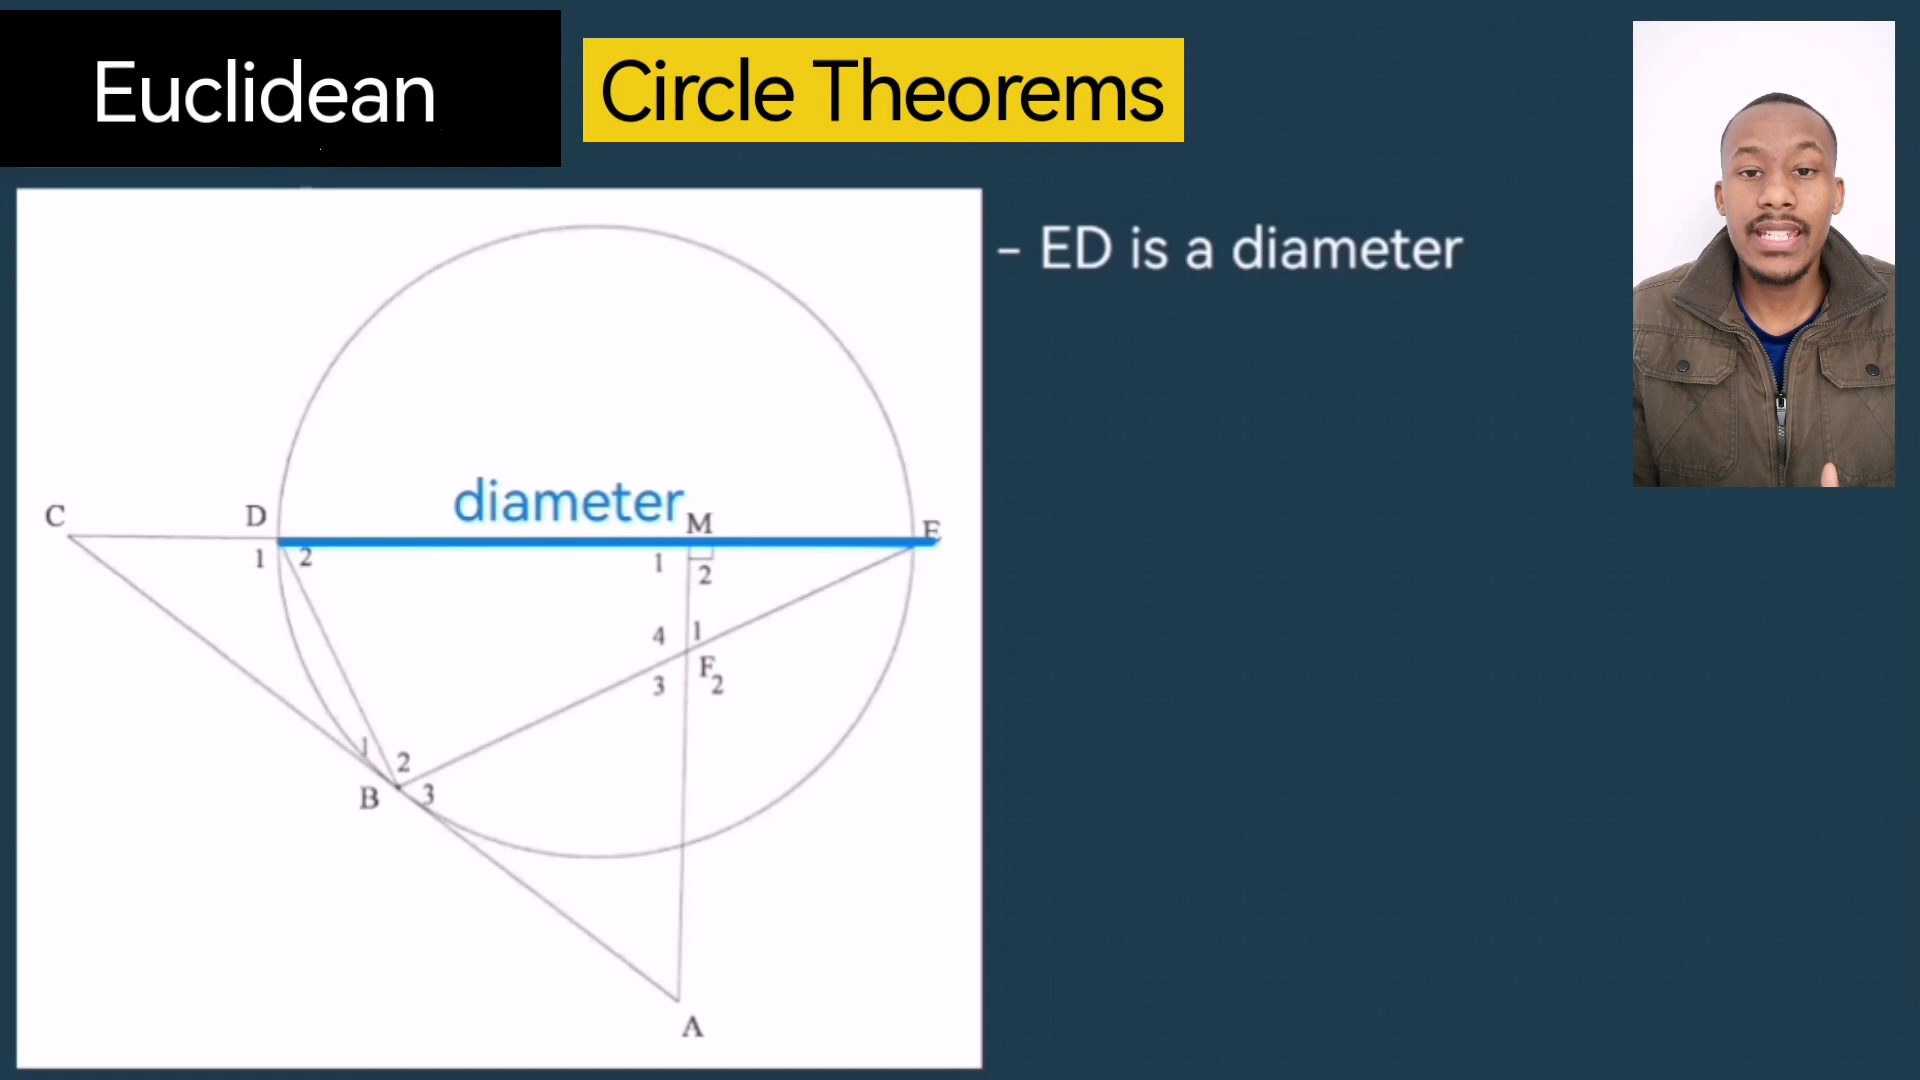 Euclidean
Circle Theorems
- ED is a diameter
diameter
C
D
M
E
1
2
1
2
4
1
F
3
2
1
2
B
3
A